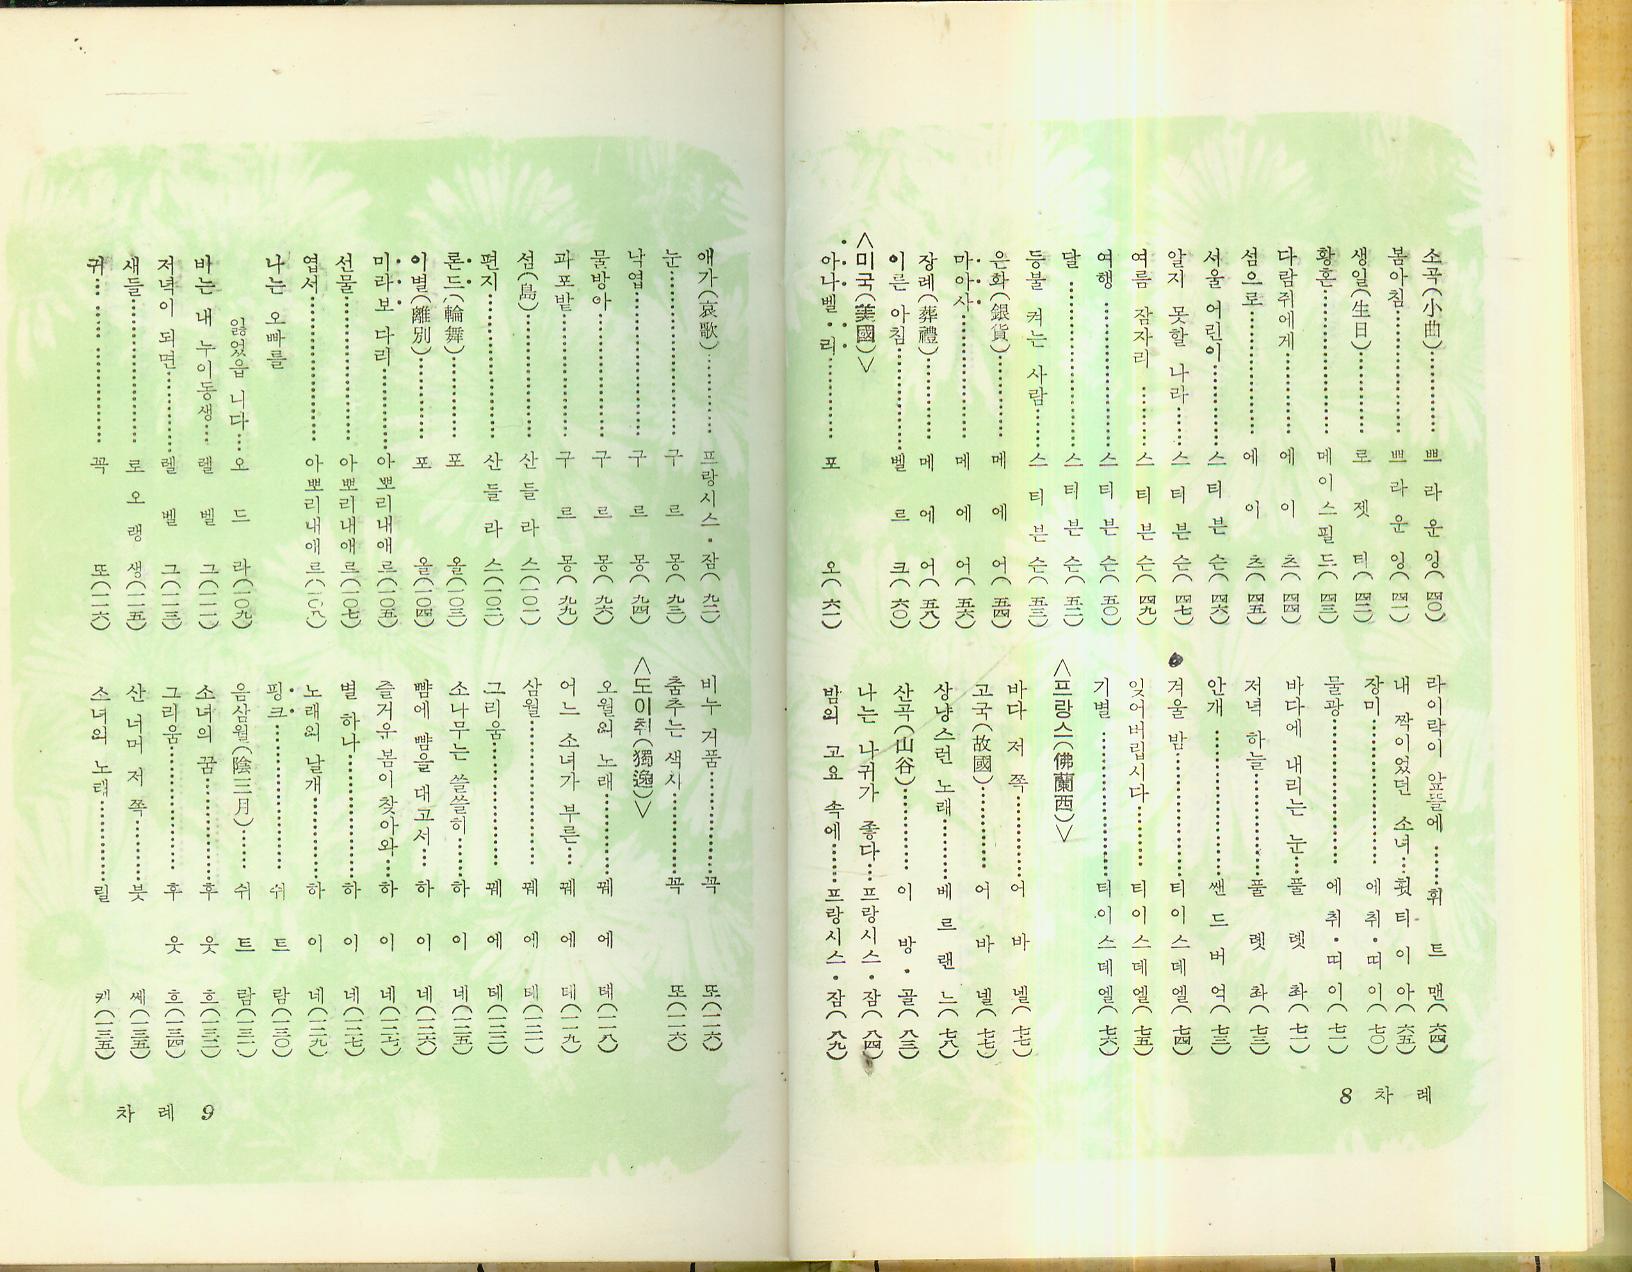 소곡(小曲)…………쁘라운잉(四〇)
봄아침…………쁘라운잉(四一)
생일(生日)…………로젯티(四二)
황혼…………메이스필드(四三)
다람쥐에게…………에이츠(四四)
섬으로…………에이츠(四五)
서울 어린이…………스티븐슨(四六)
알지 못할 나라……스티븐슨(四七)
여름 잠자리……스티븐슨(四九)
여행…………스티븐슨(五〇)
달…………스티븐슨(五二)
등불 켜는 사람……스티븐슨(五三)
은화(銀貨)…………메에어(五四)
마아사…………메에어(五六)
장례(葬禮)…………메에어(五八)
이른 아침…………벨르크(六〇)
<미국(美國)>
아나벨·리…………포오(六一)
라이락이 앞뜰에……휘트맨(六四)
내 짝이었던 소녀…휫티이아(六五)
장미…………에취·띠이(七〇)
물광…………에취·띠이(七一)
바다에 내리는 눈…풀렛촤(七一)
저녁 하늘…………풀렛촤(七三)
안개…………쌘드버억(七三)
겨울 밤…………티이스데엘(七四)
잊어버립시다……티이스데엘(七五)
기별…………티이스데엘(七六)
<프랑스(佛蘭西)>
바다 저 쪽…………어바넬(七七)
고국(故國)…………어바넬(七七)
상냥스런 노래……베르랜느(七八)
산곡(山谷)…………이방·골(八三)
나는 나귀가 좋다…프랑시스·잠(八四)
밤의 고요 속에……프랑시스·잠(八九)
8 차 례
애가(哀歌)…………프랑시스·잠(九二)
눈…………구르몽(九三)
낙엽…………구르몽(九四)
물방아…………구르몽(九六)
과포밭…………구르몽(九九)
섬(島)…………산들라스(一〇一)
편지…………산들라스(一〇二)
론드(輪舞)…………포올(一〇三)
이별(離別)…………포올(一〇四)
미라보 다리………아뽀리내애르(一〇五)
선물…………아뽀리내애르(一〇七)
엽서…………아뽀리내애르(一〇八)
나는 오빠를
잃었읍니다…오드라(一〇九)
바는 내 누이동생…렐벨그(一一一)
저녁이 되면………렐벨그(一一三)
새들…………로오랭생(一一五)
귀…………꼭또(一一六)
비누 거품…………꼭또(一一六)
춤추는 색시………꼭또(一一六)
<도이취(獨逸)>
오월의 노래………꿰에테(一一八)
어느 소녀가 부른…꿰에테(一一九)
삼월…………꿰에테(一二一)
그리움…………꿰에테(一二二)
소나무는 쓸쓸히……하이네(一二五)
뺨에 뺨을 대고서…하이네(一二六)
즐거운 봄이 찾아와…하이네(一二七)
별 하나…………하이네(一二七)
노래의 날개………하이네(一二九)
핑크…………쉬트람(一三〇)
음삼월(陰三月)……쉬트람(一三一)
소녀의 꿈…………후웃흐(一三二)
그리움…………후웃흐(一三四)
산 너머 저 쪽……붓쎄(一三五)
소녀의 노래………릴케(一三五)
차 례 9